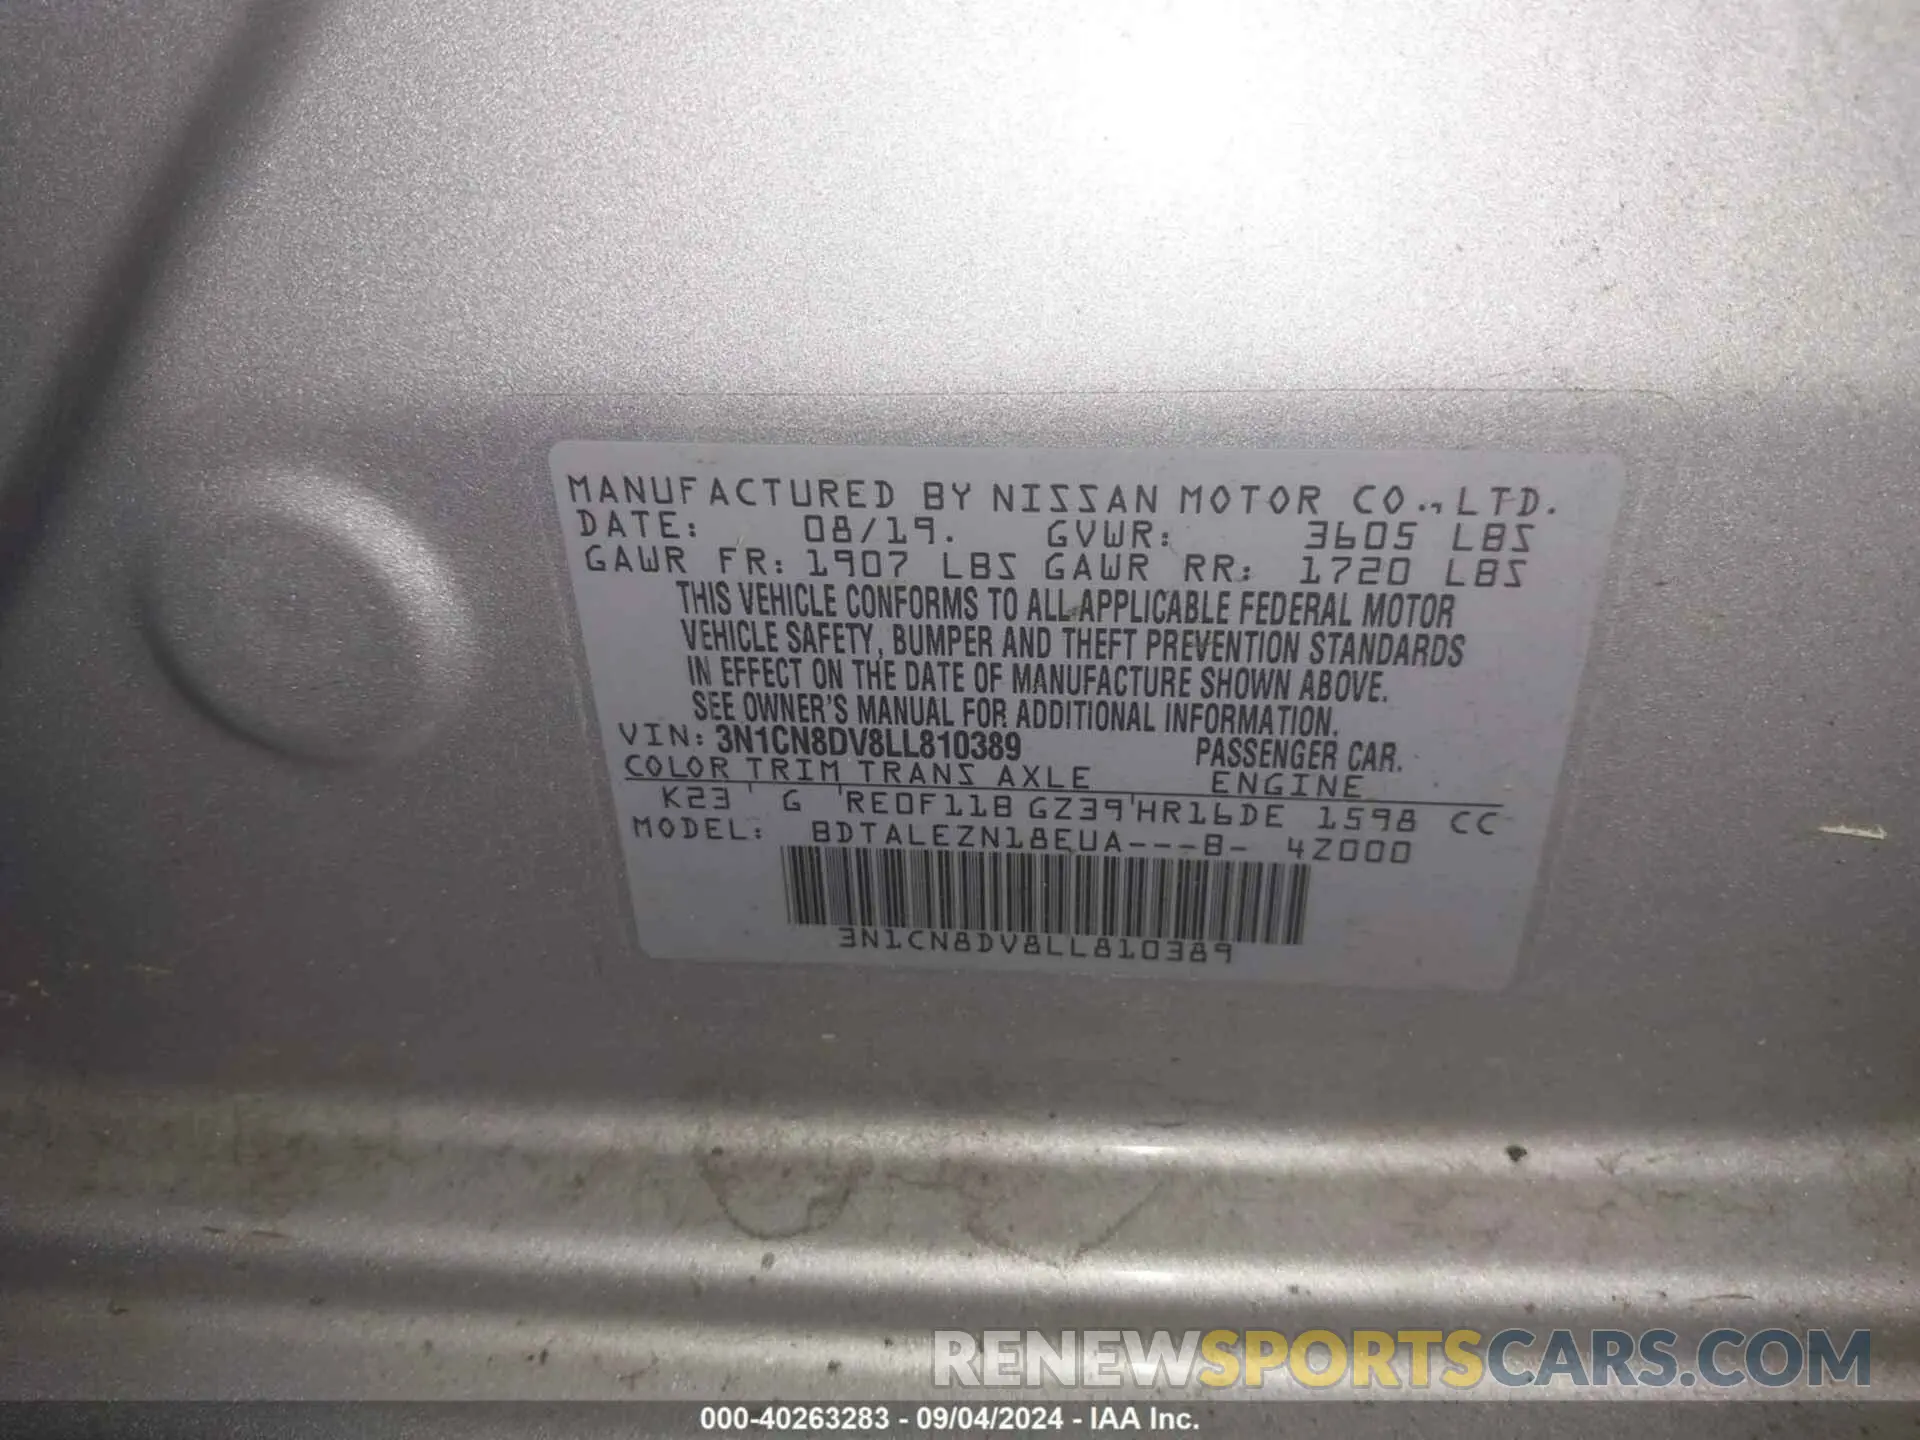 MANUFACTURED BY NISSAN MOTOR CO., LTD.
DATE: 08/19. GVWR: 3605 LBS
GAWR FR: 1907 LBS GAWR RR: 1720 LBS
THIS VEHICLE CONFORMS TO ALL APPLICABLE FEDERAL MOTOR
VEHICLE SAFETY, BUMPER AND THEFT PREVENTION STANDARDS
IN EFFECT ON THE DATE OF MANUFACTURE SHOWN ABOVE.
SEE OWNER'S MANUAL FOR ADDITIONAL INFORMATION.
VIN: 3N1CN8DV8LL810389 PASSENGER CAR.
COLOR TRIM TRANS AXLE ENGINE
K23 ' G 'RE0F11B GZ39'HR16DE 1598 CC
MODEL: BDTALEZN18EUA---B- 4Z000
3N1CN8DV8LL810389
RENEWSPORTSCARS.COM
000-40263283 - 09/04/2024 - IAA Inc.